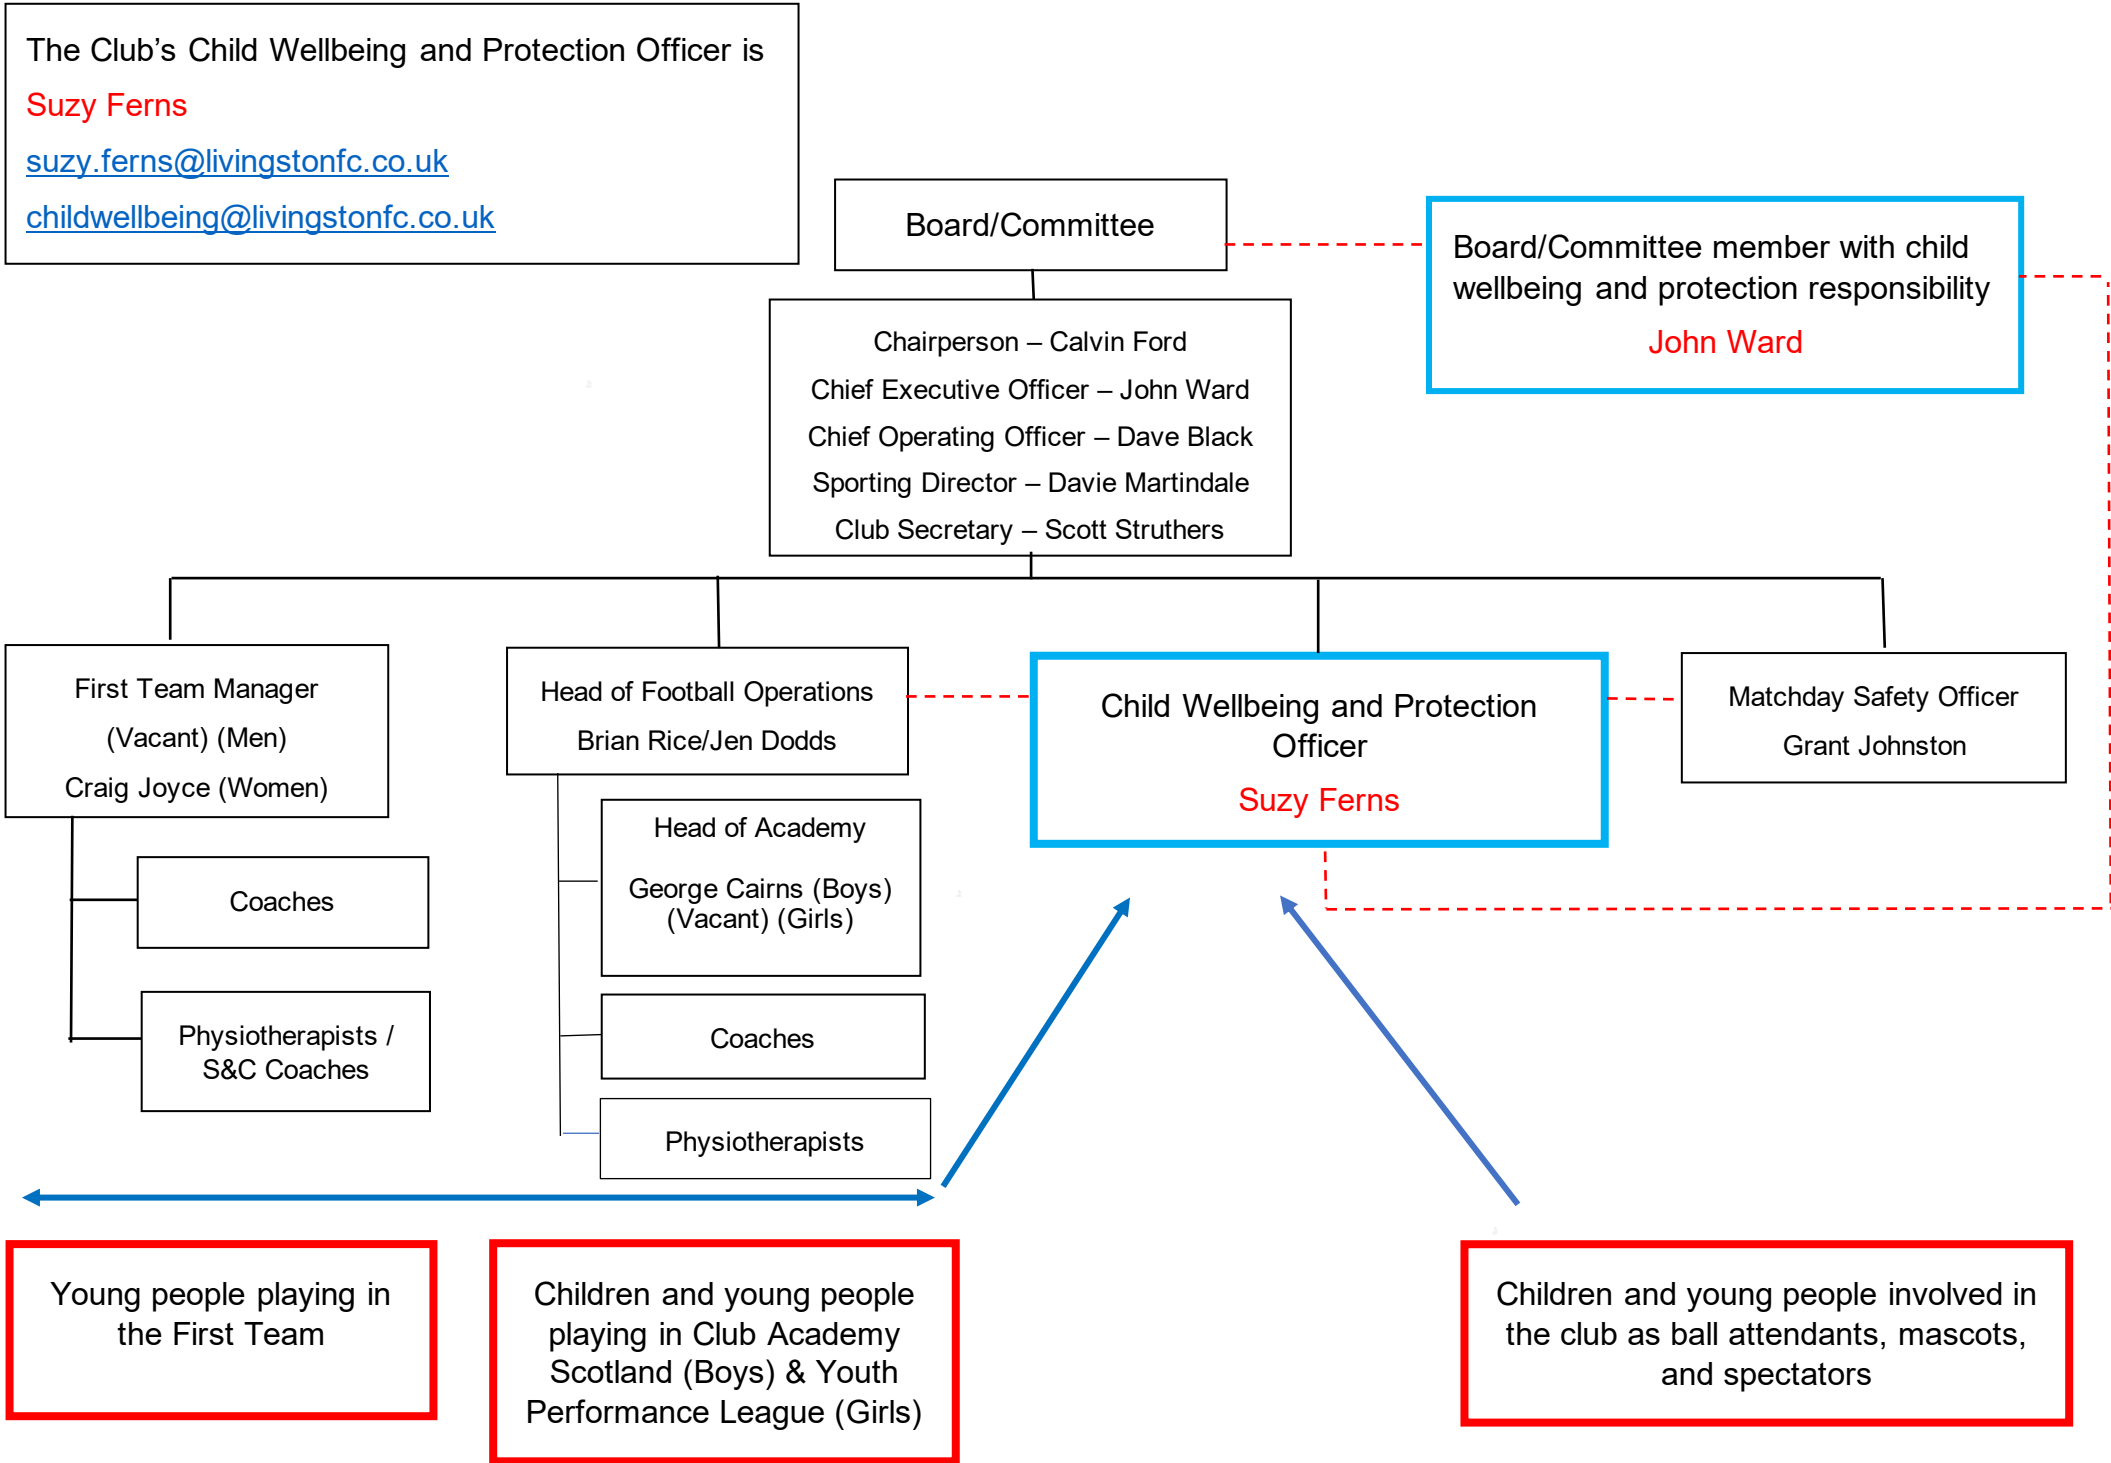 The Club’s Child Wellbeing and Protection Officer is
Suzy Ferns
suzy.ferns@livingstonfc.co.uk
childwellbeing@livingstonfc.co.uk
Board/Committee
Board/Committee member with child
wellbeing and protection responsibility
John Ward
Chairperson – Calvin Ford
Chief Executive Officer – John Ward
Chief Operating Officer – Dave Black
Sporting Director – Davie Martindale
Club Secretary – Scott Struthers
First Team Manager
(Vacant) (Men)
Craig Joyce (Women)
Coaches
Physiotherapists /
S&C Coaches
Head of Football Operations
Brian Rice/Jen Dodds
Head of Academy
George Cairns (Boys)
(Vacant) (Girls)
Coaches
Physiotherapists
Child Wellbeing and Protection
Officer
Suzy Ferns
Matchday Safety Officer
Grant Johnston
Young people playing in
the First Team
Children and young people
playing in Club Academy
Scotland (Boys) & Youth
Performance League (Girls)
Children and young people involved in
the club as ball attendants, mascots,
and spectators